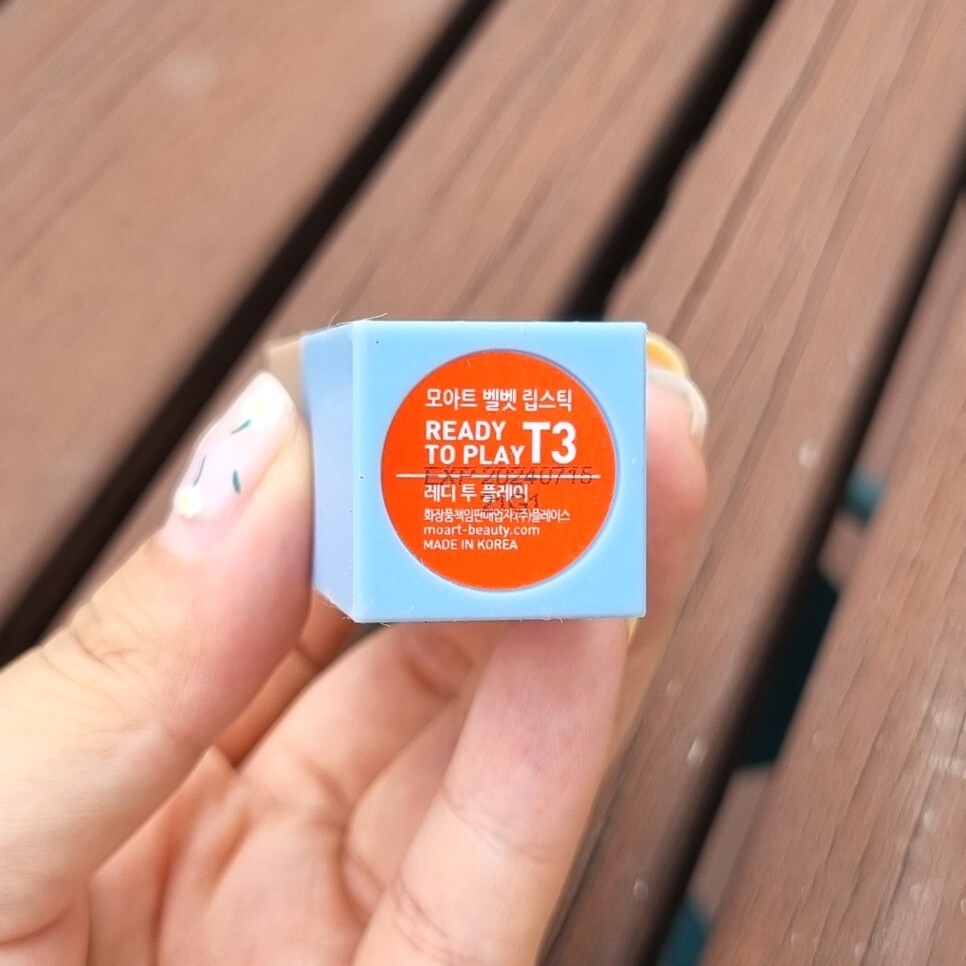 모아트 벨벳 립스틱
READY
TO PLAY T3
EXP 20240715
레디 투 플레이
화장품책임판매업자:(주)플레이스
moart-beauty.com
MADE IN KOREA